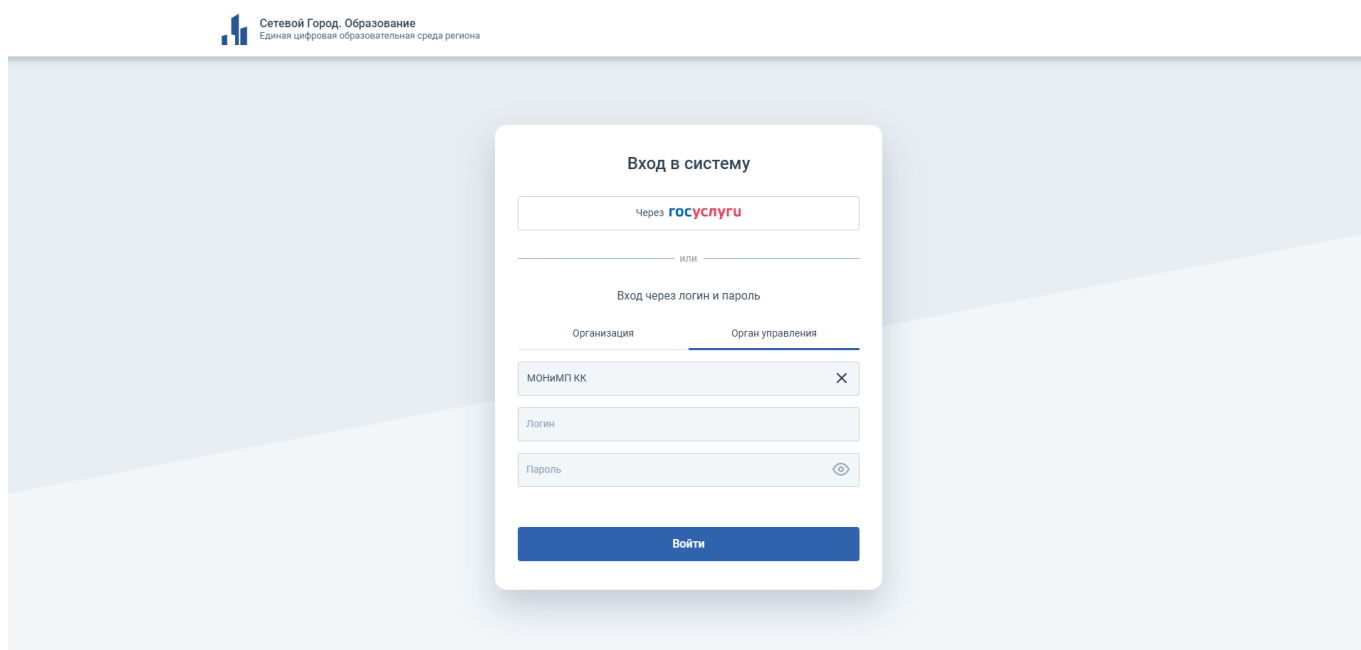 Сетевой Город. Образование
Единая цифровая образовательная среда региона
Вход в систему
Через госуслуги
или
Вход через логин и пароль
Организация Орган управления
МОНиМП КК
Логин
Пароль
Войти